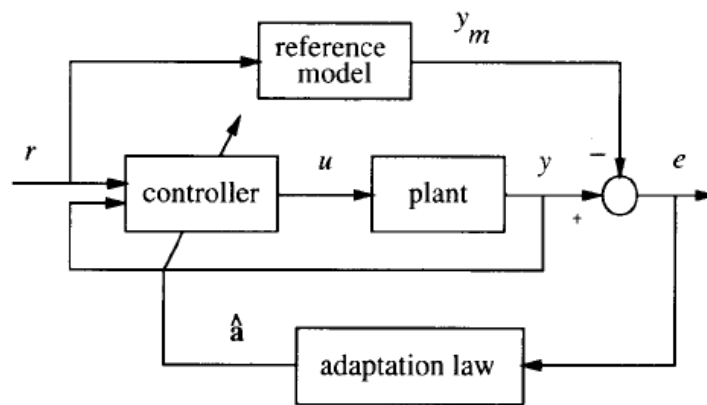 reference
model
y_m
r
controller
u
plant
y
−
e
+
â
adaptation law